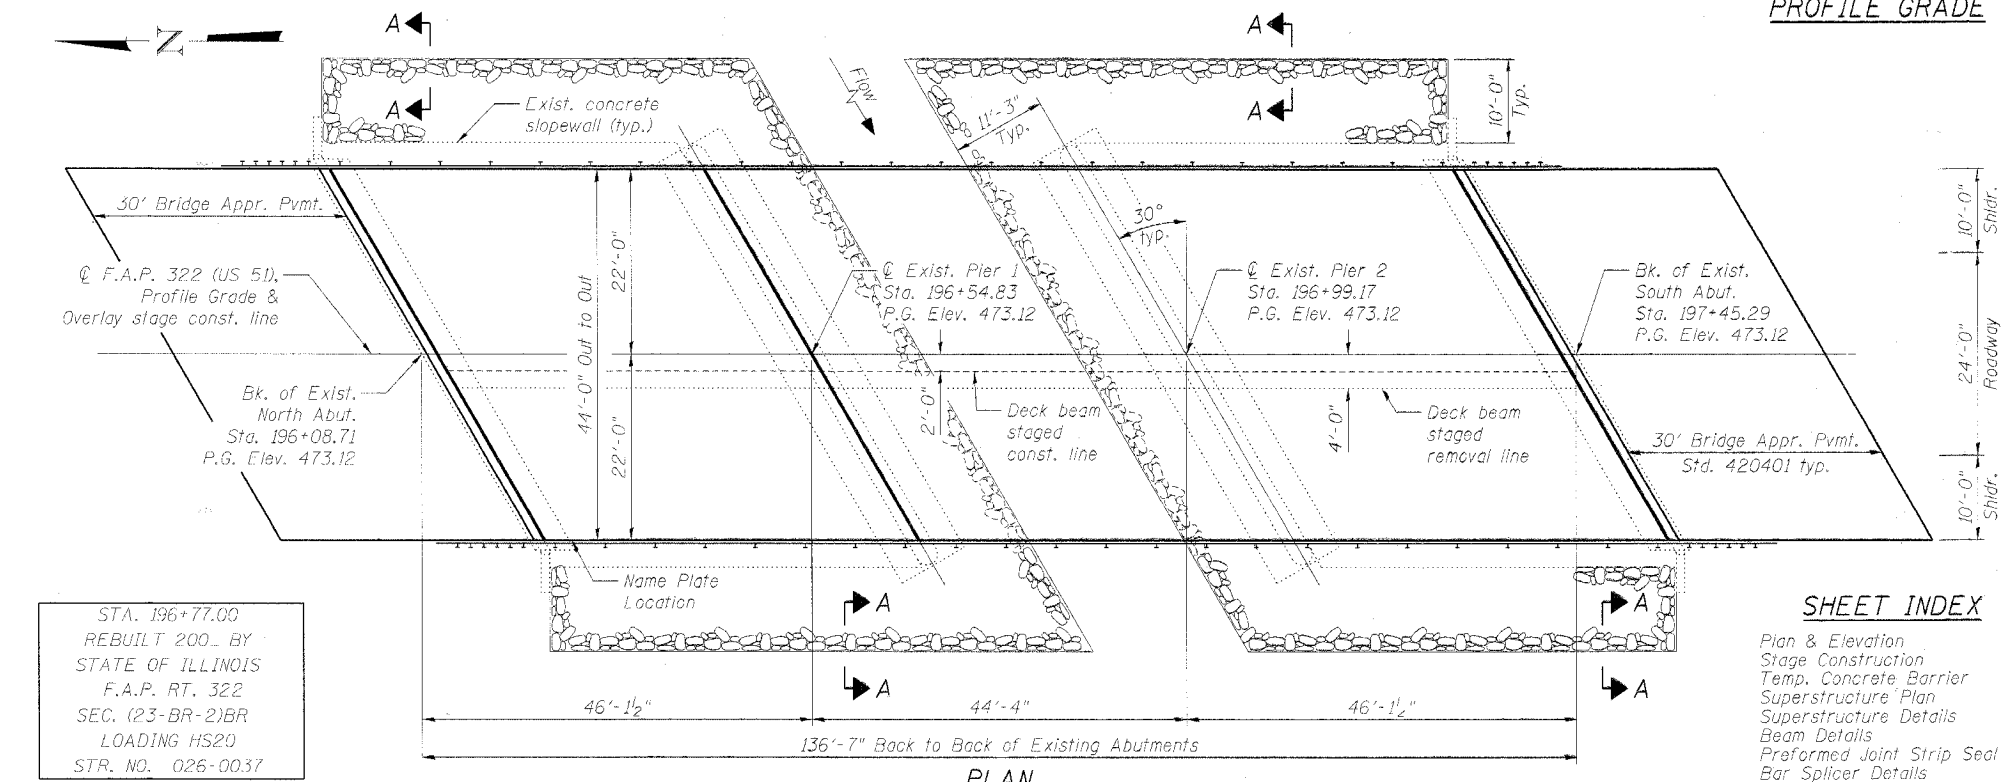 PROFILE GRADE
N
A
A
A
A
Flow
Exist. concrete
slopewall (typ.)
11'-3"
Typ.
10'-0"
Typ.
30' Bridge Appr. Pvmt.
22'-0"
30°
typ.
10'-0"
Shldr.
℄ F.A.P. 322 (US 51),
Profile Grade &
Overlay stage const. line
44'-0" Out to Out
℄ Exist. Pier 1
Sta. 196+54.83
P.G. Elev. 473.12
℄ Exist. Pier 2
Sta. 196+99.17
P.G. Elev. 473.12
Bk. of Exist.
South Abut.
Sta. 197+45.29
P.G. Elev. 473.12
24'-0"
Roadway
Bk. of Exist.
North Abut.
Sta. 196+08.71
P.G. Elev. 473.12
22'-0"
2'-0"
Deck beam
staged
const. line
4'-0"
Deck beam
staged
removal line
30' Bridge Appr. Pvmt.
Std. 420401 typ.
10'-0"
Shldr.
Name Plate
Location
A
A
A
A
STA. 196+77.00
REBUILT 200_ BY
STATE OF ILLINOIS
F.A.P. RT. 322
SEC. (23-BR-2)BR
LOADING HS20
STR. NO. 026-0037
46'-1½"
44'-4"
46'-1½"
136'-7" Back to Back of Existing Abutments
PLAN
SHEET INDEX
Plan & Elevation
Stage Construction
Temp. Concrete Barrier
Superstructure Plan
Superstructure Details
Beam Details
Preformed Joint Strip Seal
Bar Splicer Details